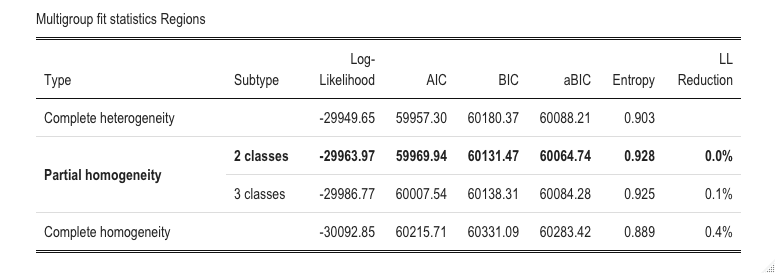 Multigroup fit statistics Regions
Log- LL
Type Subtype Likelihood AIC BIC aBIC Entropy Reduction
Complete heterogeneity -29949.65 59957.30 60180.37 60088.21 0.903
2 classes -29963.97 59969.94 60131.47 60064.74 0.928 0.0%
Partial homogeneity
3 classes -29986.77 60007.54 60138.31 60084.28 0.925 0.1%
Complete homogeneity -30092.85 60215.71 60331.09 60283.42 0.889 0.4%